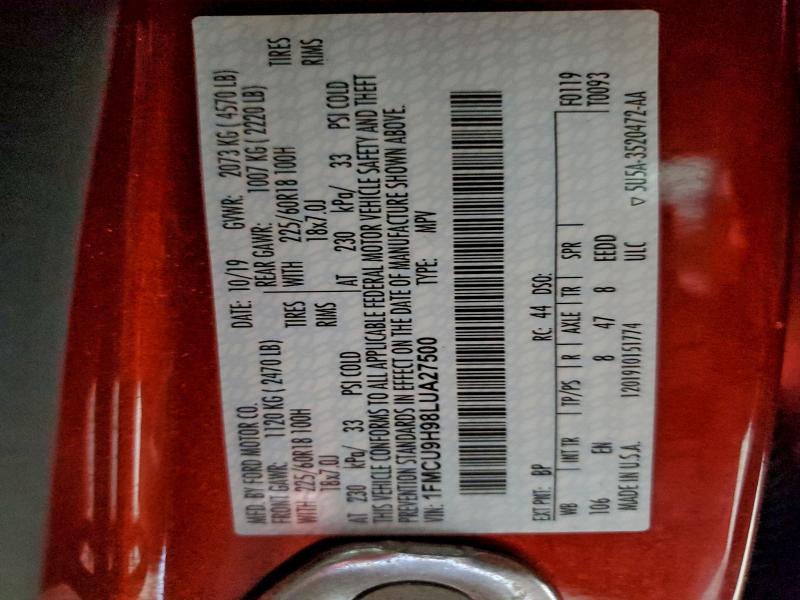 MFD. BY FORD MOTOR CO. DATE: 10/19 GVWR: 2073 KG ( 4570 LB)
FRONT GAWR: 1120 KG ( 2470 LB) REAR GAWR: 1007 KG ( 2220 LB)
WITH 225/60R18 100H TIRES WITH 225/60R18 100H TIRES
18x7.0J RIMS 18x7.0J RIMS
AT 230 kPa/ 33 PSI COLD AT 230 kPa/ 33 PSI COLD
THIS VEHICLE CONFORMS TO ALL APPLICABLE FEDERAL MOTOR VEHICLE SAFETY AND THEFT
PREVENTION STANDARDS IN EFFECT ON THE DATE OF MANUFACTURE SHOWN ABOVE.
VIN: 1FMCU9H98LUA27500 TYPE: MPV
EXT PNT: BP RC: 44 DSO: F0119
WB INT TR TP/PS R AXLE TR SPR T0093
106 EN 8 47 8 EEDD
MADE IN U.S.A. 1201910151774 ULC ▽ 5U5A-3520472-AA